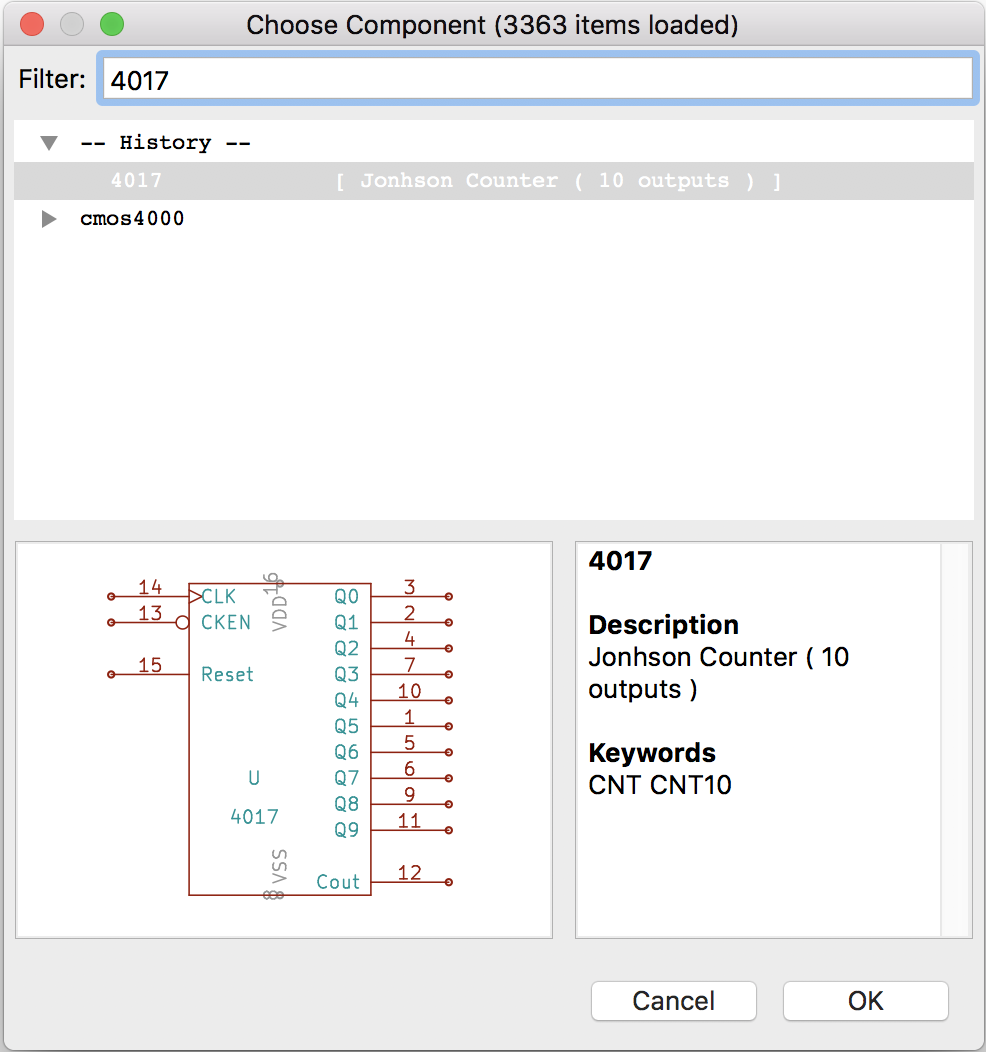 Choose Component (3363 items loaded)
Filter: 4017
-- History --
4017 [ Jonhson Counter ( 10 outputs ) ]
cmos4000
14 CLK
13 CKEN
15 Reset
VDD 16
Q0 3
Q1 2
Q2 4
Q3 7
Q4 10
Q5 1
Q6 5
Q7 6
Q8 9
Q9 11
U
4017
8 VSS
Cout 12
4017
Description
Jonhson Counter ( 10
outputs )
Keywords
CNT CNT10
Cancel OK